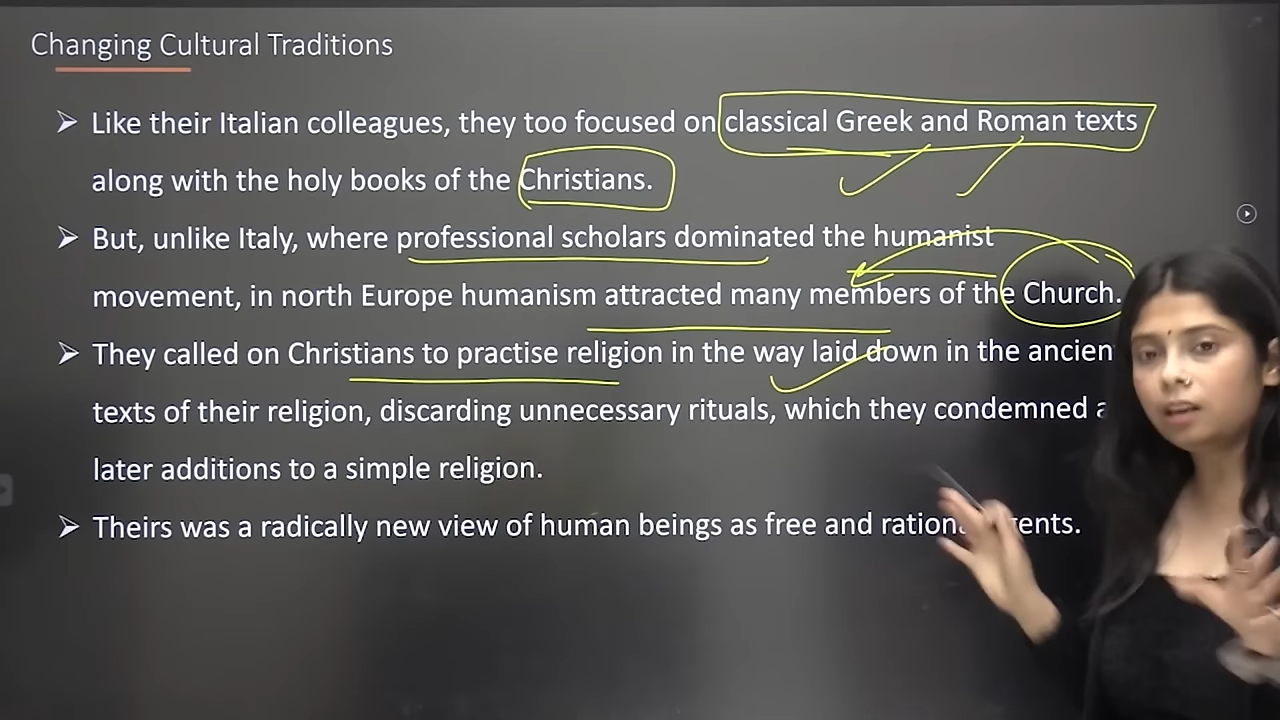 Changing Cultural Traditions
➤ Like their Italian colleagues, they too focused on classical Greek and Roman texts
along with the holy books of the Christians.
➤ But, unlike Italy, where professional scholars dominated the humanist
movement, in north Europe humanism attracted many members of the Church.
➤ They called on Christians to practise religion in the way laid down in the ancien
texts of their religion, discarding unnecessary rituals, which they condemned
later additions to a simple religion.
➤ Theirs was a radically new view of human beings as free and